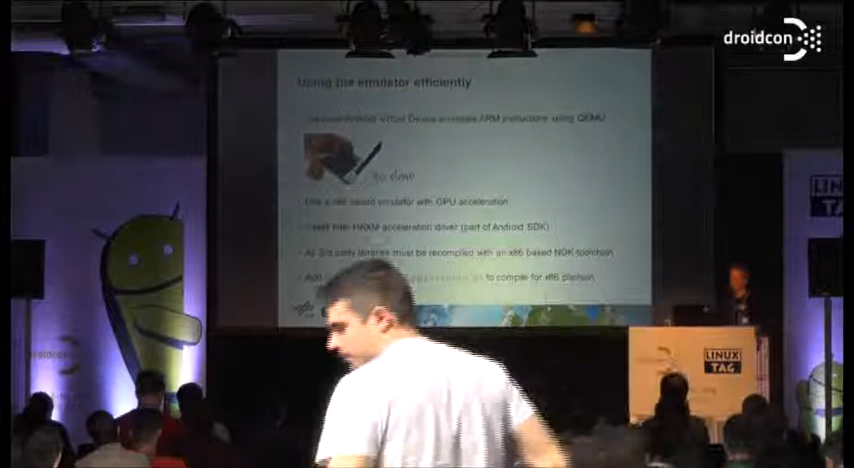 droidcon
Using the emulator efficiently
Android Virtual Device emulates ARM instructions using QEMU
so slow
Use a x86 based emulator with GPU acceleration
Install Intel HAXM acceleration driver (part of Android SDK)
All 3rd party libraries must be recompiled with an x86 based NDK toolchain
Add
to compile for x86 platform
LINUX
TAG
droidcon
LINUX
TAG